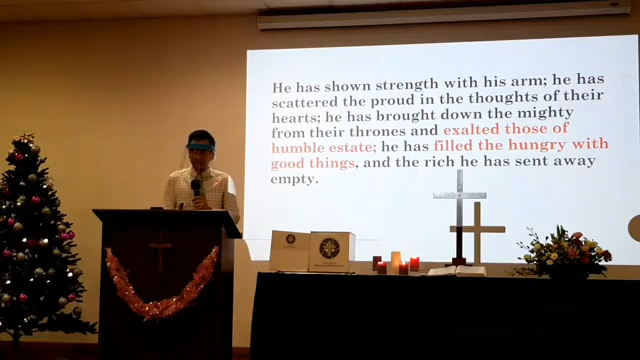 He has shown strength with his arm; he has
scattered the proud in the thoughts of their
hearts; he has brought down the mighty
from their thrones and exalted those of
humble estate; he has filled the hungry with
good things, and the rich he has sent away
empty.